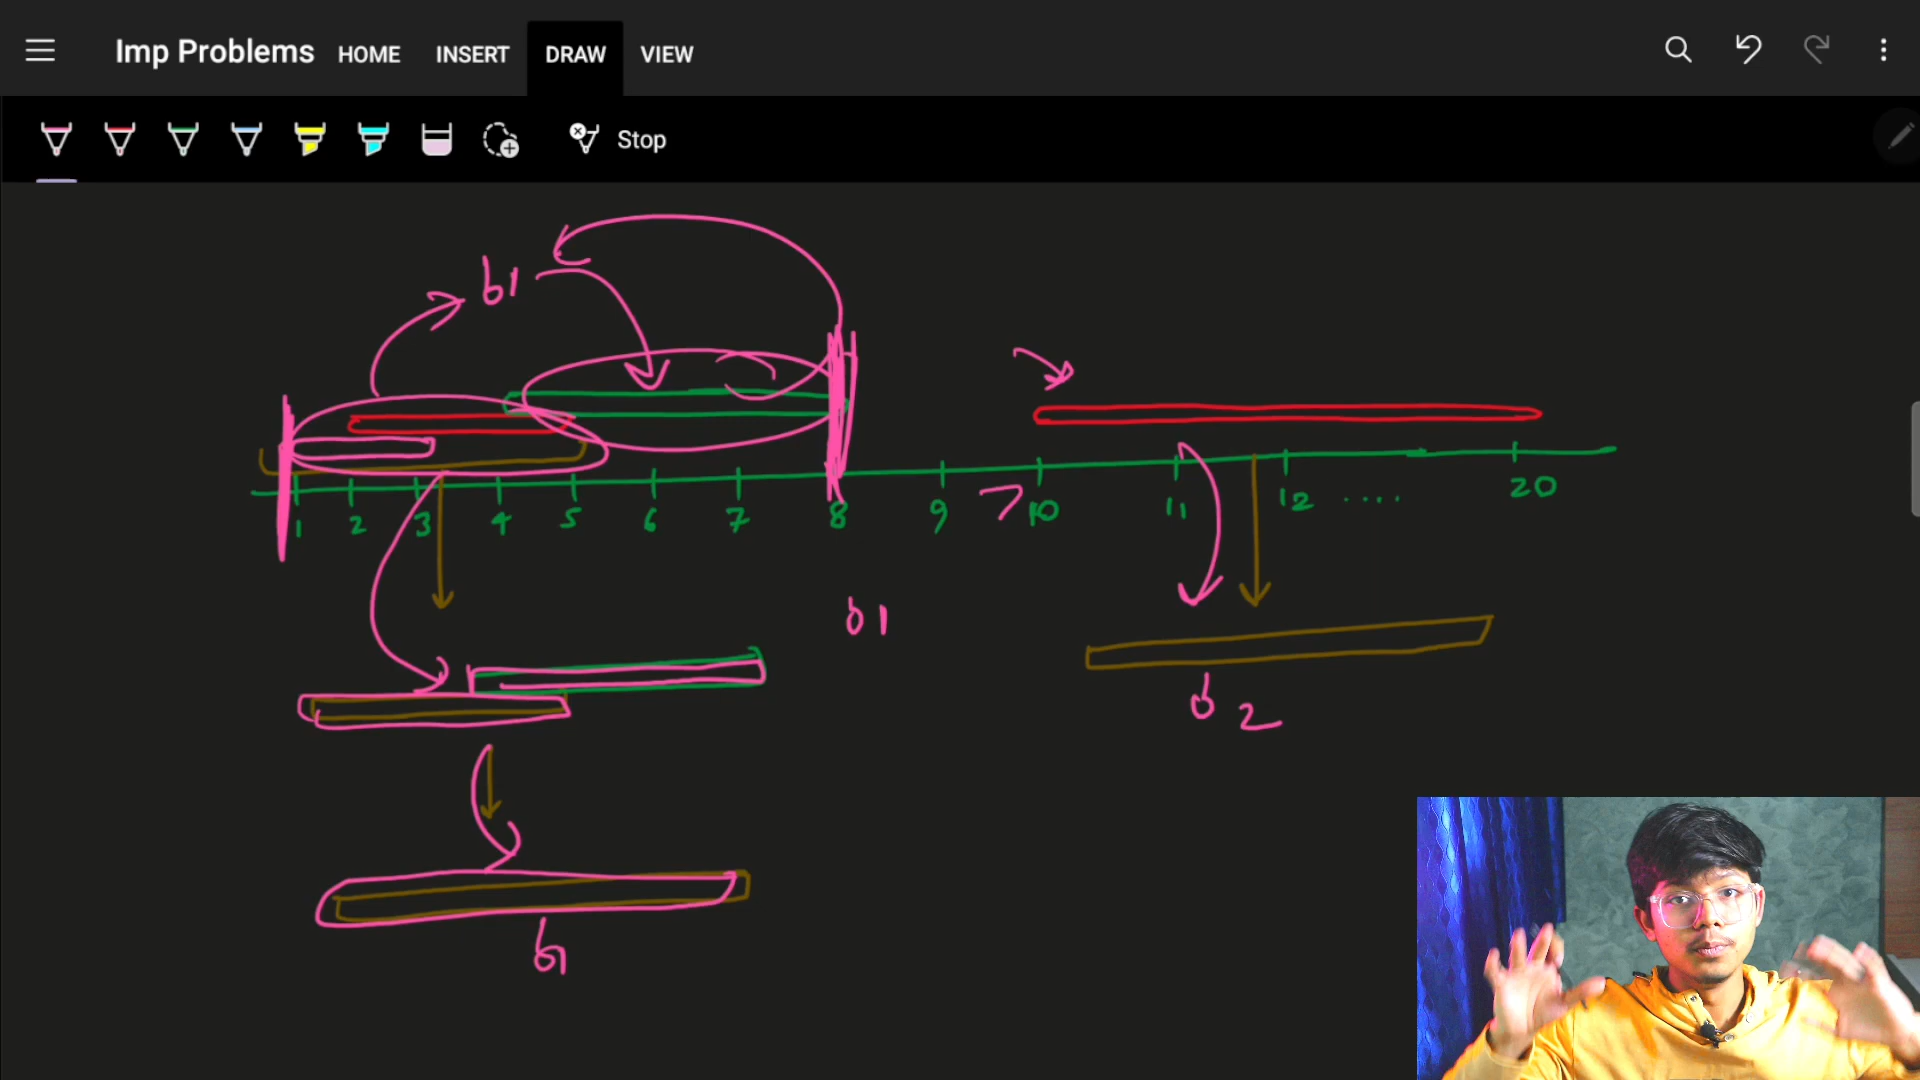 Imp Problems HOME INSERT DRAW VIEW
Stop
b1
1 2 3 4 5 6 7 8 9 10 11 12 .... 20
b1
b2
b1